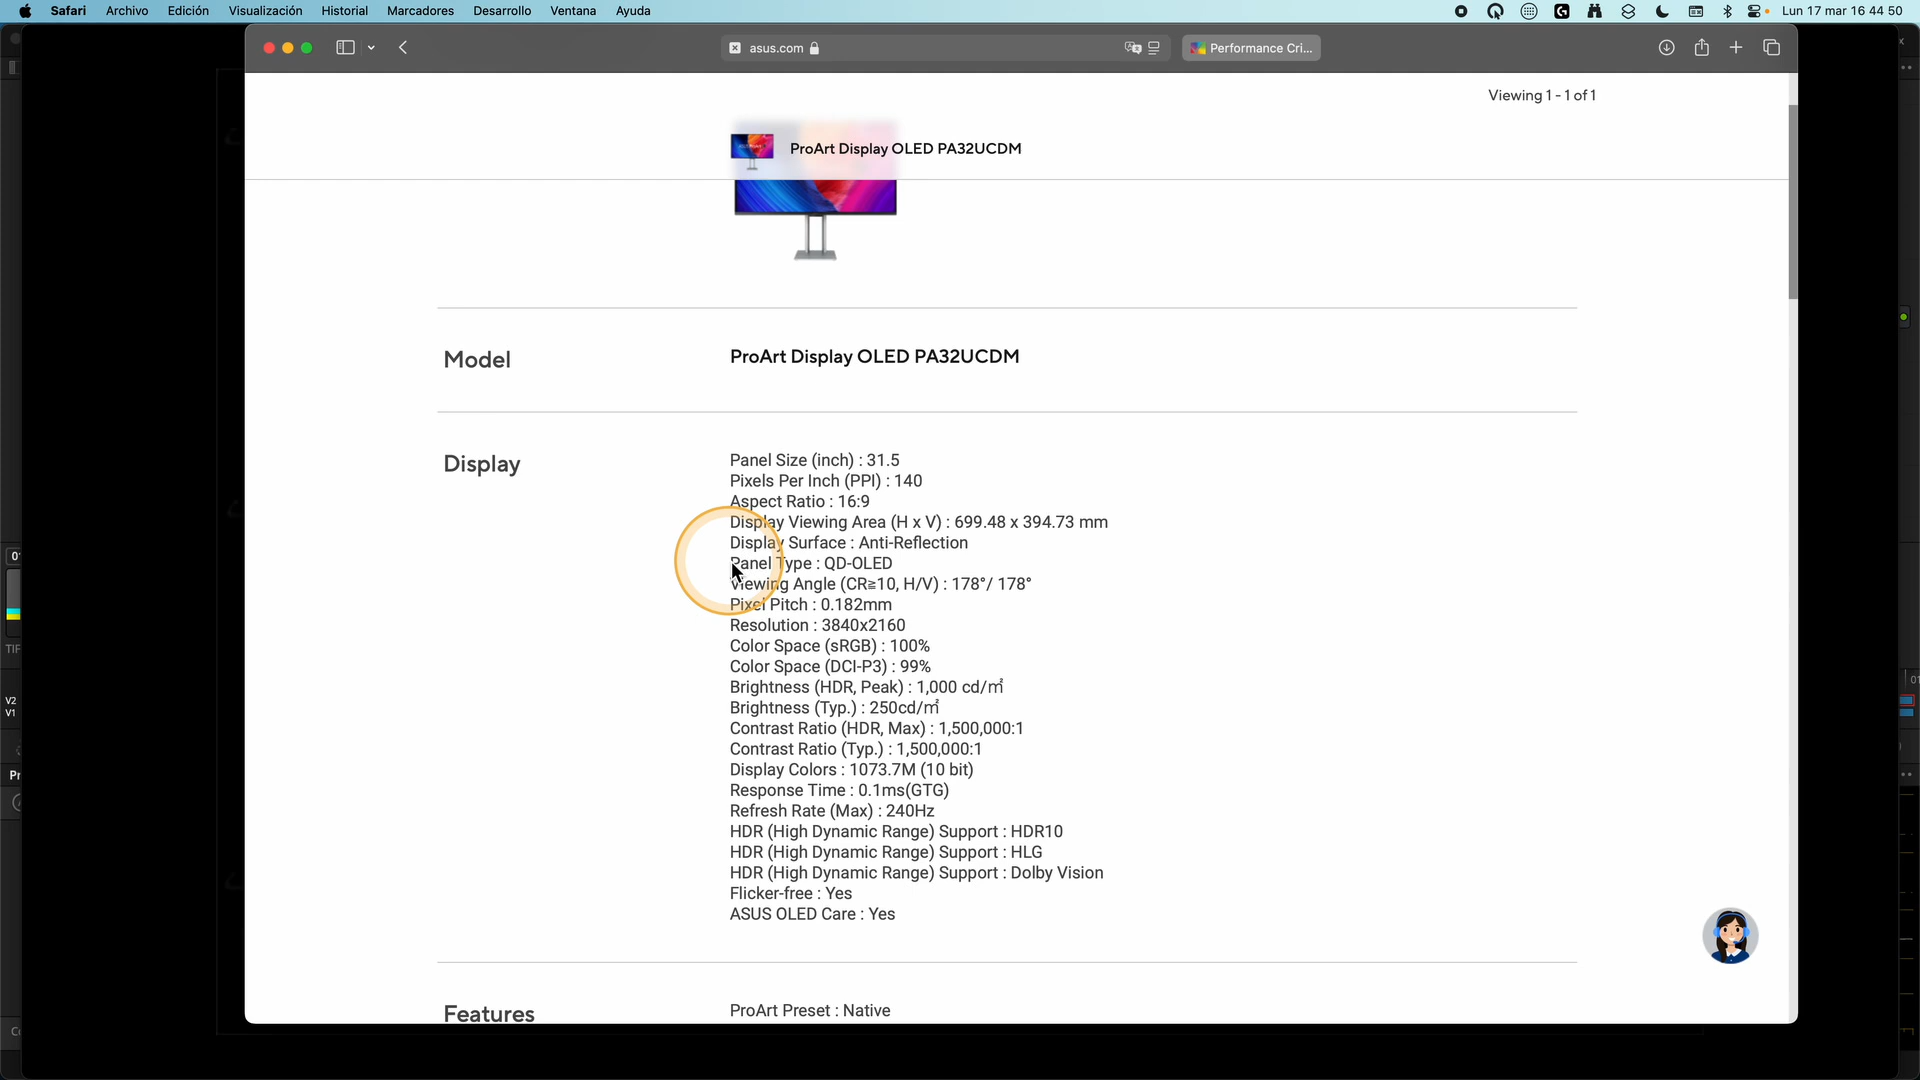 Safari Archivo Edición Visualización Historial Marcadores Desarrollo Ventana Ayuda Lun 17 mar 16 44 50
asus.com Performance Cri...
Viewing 1 - 1 of 1
ProArt Display OLED PA32UCDM
Model
ProArt Display OLED PA32UCDM
Display
Panel Size (inch) : 31.5
Pixels Per Inch (PPI) : 140
Aspect Ratio : 16:9
Display Viewing Area (H x V) : 699.48 x 394.73 mm
Display Surface : Anti-Reflection
Panel Type : QD-OLED
Viewing Angle (CR≧10, H/V) : 178°/ 178°
Pixel Pitch : 0.182mm
Resolution : 3840x2160
Color Space (sRGB) : 100%
Color Space (DCI-P3) : 99%
Brightness (HDR, Peak) : 1,000 cd/㎡
Brightness (Typ.) : 250cd/㎡
Contrast Ratio (HDR, Max) : 1,500,000:1
Contrast Ratio (Typ.) : 1,500,000:1
Display Colors : 1073.7M (10 bit)
Response Time : 0.1ms(GTG)
Refresh Rate (Max) : 240Hz
HDR (High Dynamic Range) Support : HDR10
HDR (High Dynamic Range) Support : HLG
HDR (High Dynamic Range) Support : Dolby Vision
Flicker-free : Yes
ASUS OLED Care : Yes
Features
ProArt Preset : Native
01
TIF
V2
V1
Pr
01